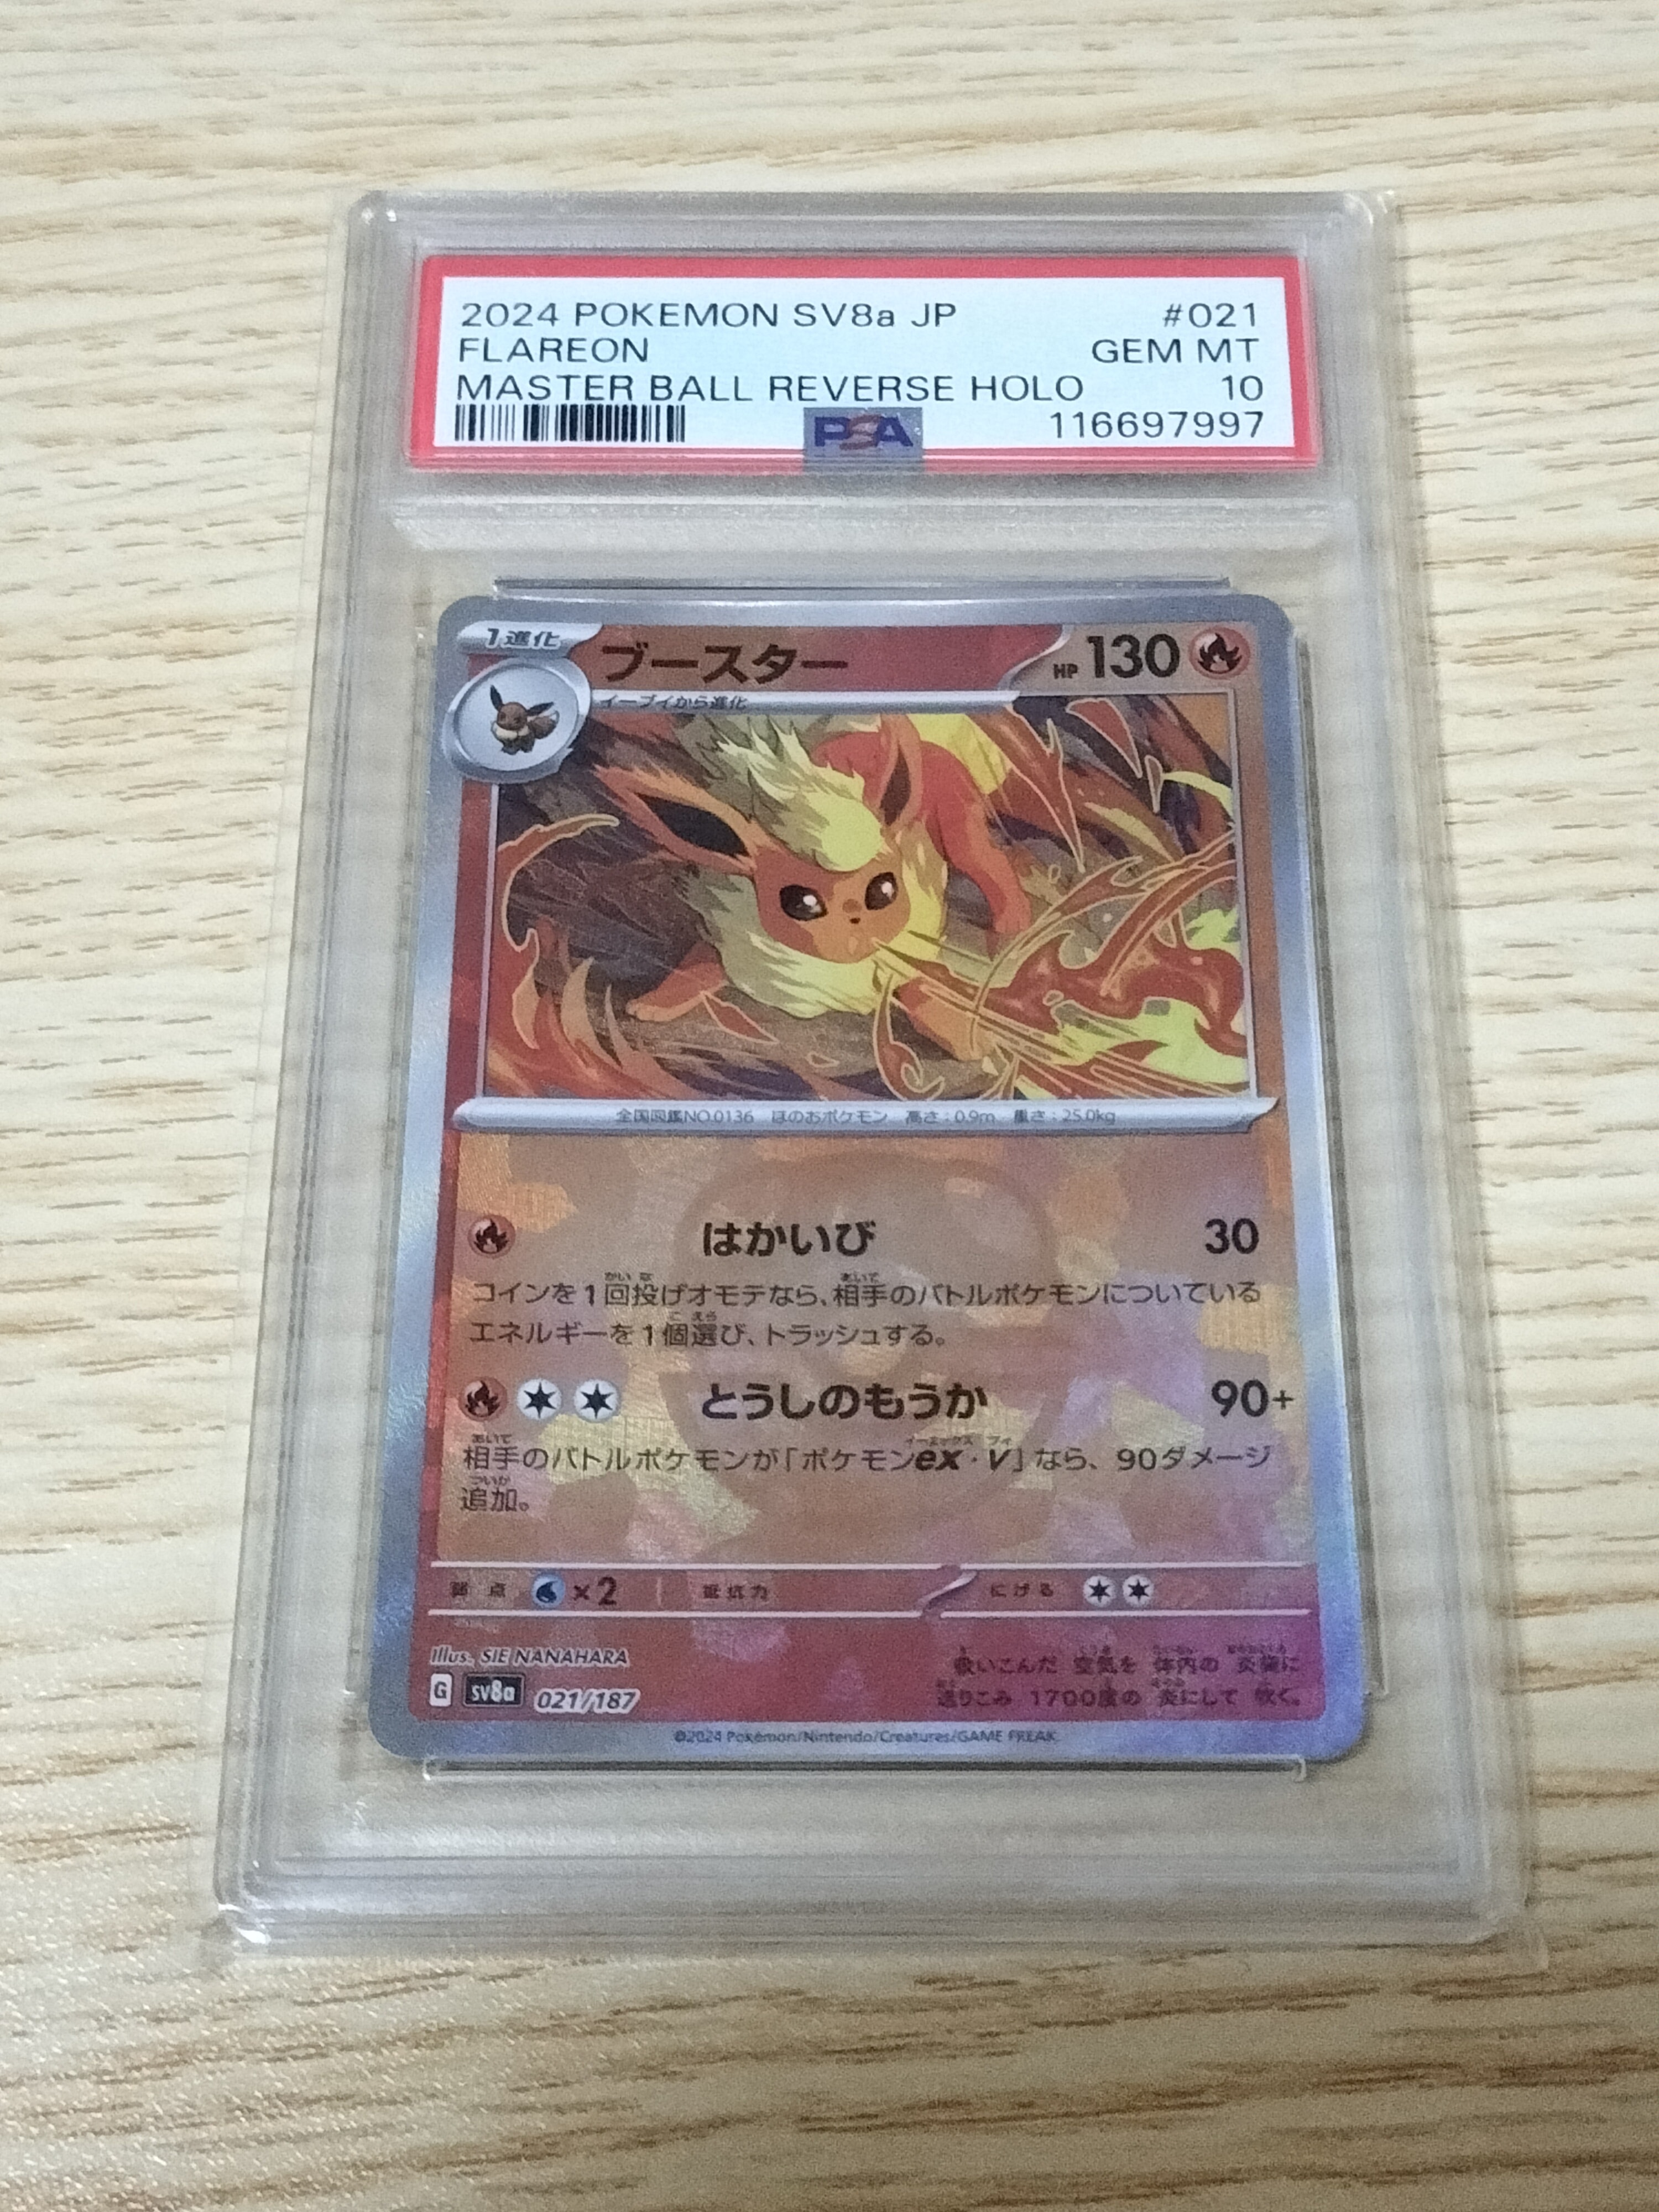 2024 POKEMON SV8a JP #021
FLAREON GEM MT
MASTER BALL REVERSE HOLO 10
PSA 116697997
1進化 ブースター HP 130
イーブイから進化
全国図鑑NO.0136 ほのおポケモン 高さ:0.9m 重さ:25.0kg
はかいび 30
コインを1回投げオモテなら、相手のバトルポケモンについている
エネルギーを1個選び、トラッシュする。
とうしのもうか 90+
相手のバトルポケモンが「ポケモンex・V」なら、90ダメージ
追加。
弱点 ×2 抵抗力 にげる
Illus. SIE NANAHARA
吸いこんだ 空気を 体内の 炎袋に
G SV8a 021/187 送りこみ 1700度の 炎にして 吹く。
©2024 Pokémon/Nintendo/Creatures/GAME FREAK